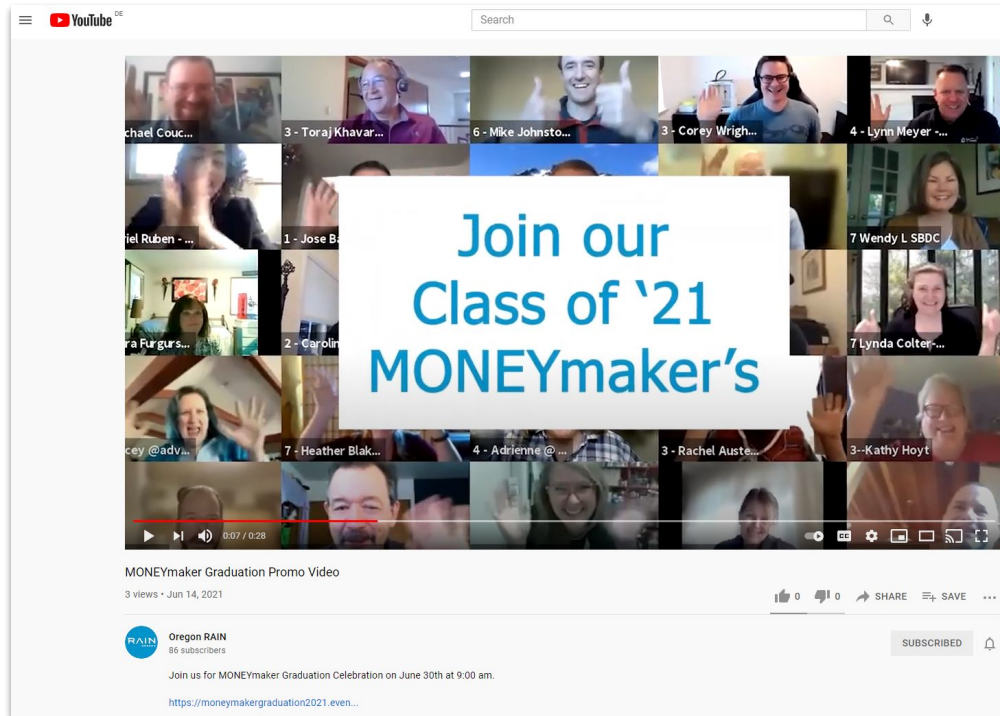 YouTube DE
Search
chael Couc...
3 - Toraj Khavar...
6 - Mike Johnsto...
3 - Corey Wrigh...
4 - Lynn Meyer -...
riel Ruben - ...
1 - Jose Ba
7 Wendy L SBDC
Join our
Class of ‘21
MONEYmaker’s
ra Furgurs...
2 - Carolin
7 Lynda Colter-...
cey @adv...
7 - Heather Blak...
4 - Adrienne @ ...
3 - Rachel Auste...
3--Kathy Hoyt
0:07 / 0:28
CC
MONEYmaker Graduation Promo Video
3 views • Jun 14, 2021
0
0
SHARE
SAVE
RAIN
Oregon RAIN
86 subscribers
SUBSCRIBED
Join us for MONEYmaker Graduation Celebration on June 30th at 9:00 am.
https://moneymakergraduation2021.even...